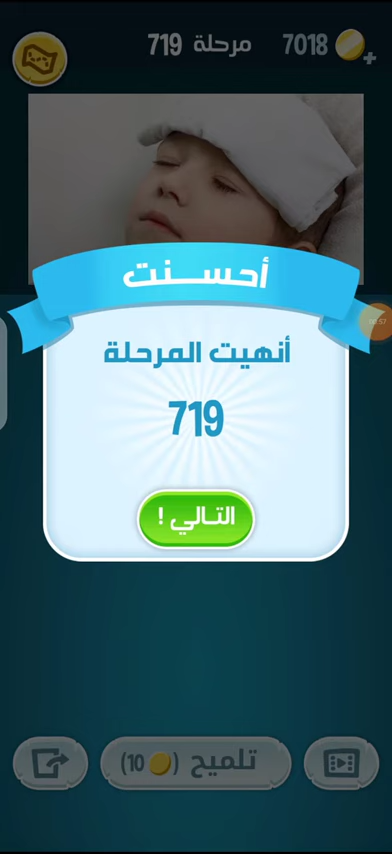 مرحلة 719
7018
أحسنت
أنهيت المرحلة
719
التالي !
تلميح (10)